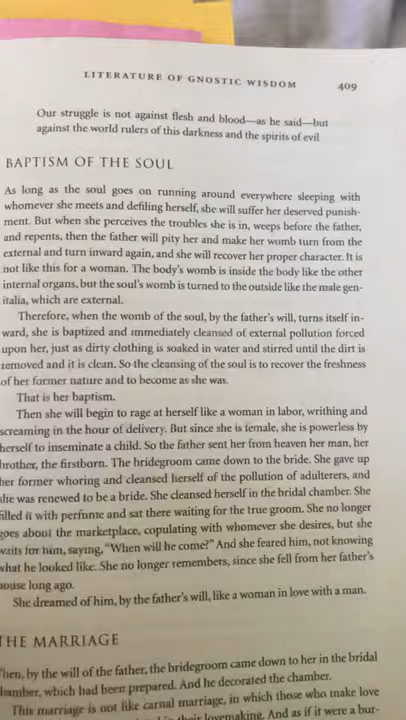 LITERATURE OF GNOSTIC WISDOM 409
Our struggle is not against flesh and blood—as he said—but
against the world rulers of this darkness and the spirits of evil
BAPTISM OF THE SOUL
As long as the soul goes on running around everywhere sleeping with
whomever she meets and defiling herself, she will suffer her deserved punish-
ment. But when she perceives the troubles she is in, weeps before the father,
and repents, then the father will pity her and make her womb turn from the
external and turn inward again, and she will recover her proper character. It is
not like this for a woman. The body's womb is inside the body like the other
internal organs, but the soul's womb is turned to the outside like the male gen-
italia, which are external.
Therefore, when the womb of the soul, by the father's will, turns itself in-
ward, she is baptized and immediately cleansed of external pollution forced
upon her, just as dirty clothing is soaked in water and stirred until the dirt is
removed and it is clean. So the cleansing of the soul is to recover the freshness
of her former nature and to become as she was.
That is her baptism.
Then she will begin to rage at herself like a woman in labor, writhing and
screaming in the hour of delivery. But since she is female, she is powerless by
herself to inseminate a child. So the father sent her from heaven her man, her
brother, the firstborn. The bridegroom came down to the bride. She gave up
her former whoring and cleansed herself of the pollution of adulterers, and
she was renewed to be a bride. She cleansed herself in the bridal chamber. She
filled it with perfume and sat there waiting for the true groom. She no longer
goes about the marketplace, copulating with whomever she desires, but she
waits for him, saying, "When will he come?" And she feared him, not knowing
what he looked like. She no longer remembers, since she fell from her father's
house long ago.
She dreamed of him, by the father's will, like a woman in love with a man.
THE MARRIAGE
Then, by the will of the father, the bridegroom came down to her in the bridal
chamber, which had been prepared. And he decorated the chamber.
This marriage is not like carnal marriage, in which those who make love
their lovemaking. And as if it were a bur-